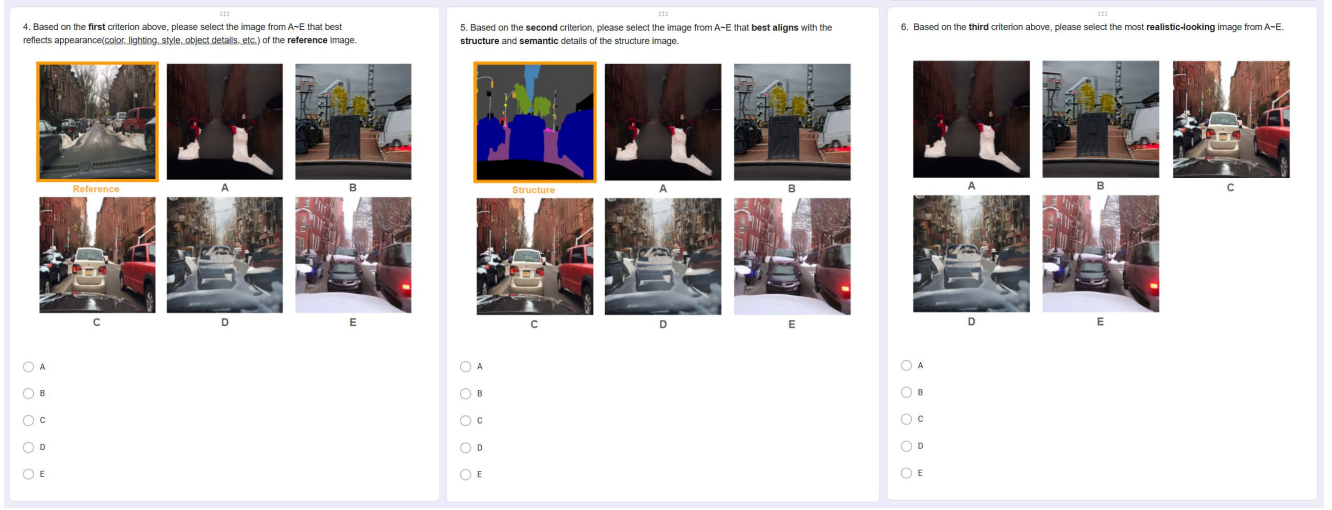 4. Based on the first criterion above, please select the image from A~E that best
reflects appearance(color, lighting, style, object details, etc.) of the reference image.
Reference
A
B
C
D
E
A
B
C
D
E
5. Based on the second criterion, please select the image from A~E that best aligns with the
structure and semantic details of the structure image.
Structure
A
B
C
D
E
A
B
C
D
E
6. Based on the third criterion above, please select the most realistic-looking image from A~E.
A
B
C
D
E
A
B
C
D
E